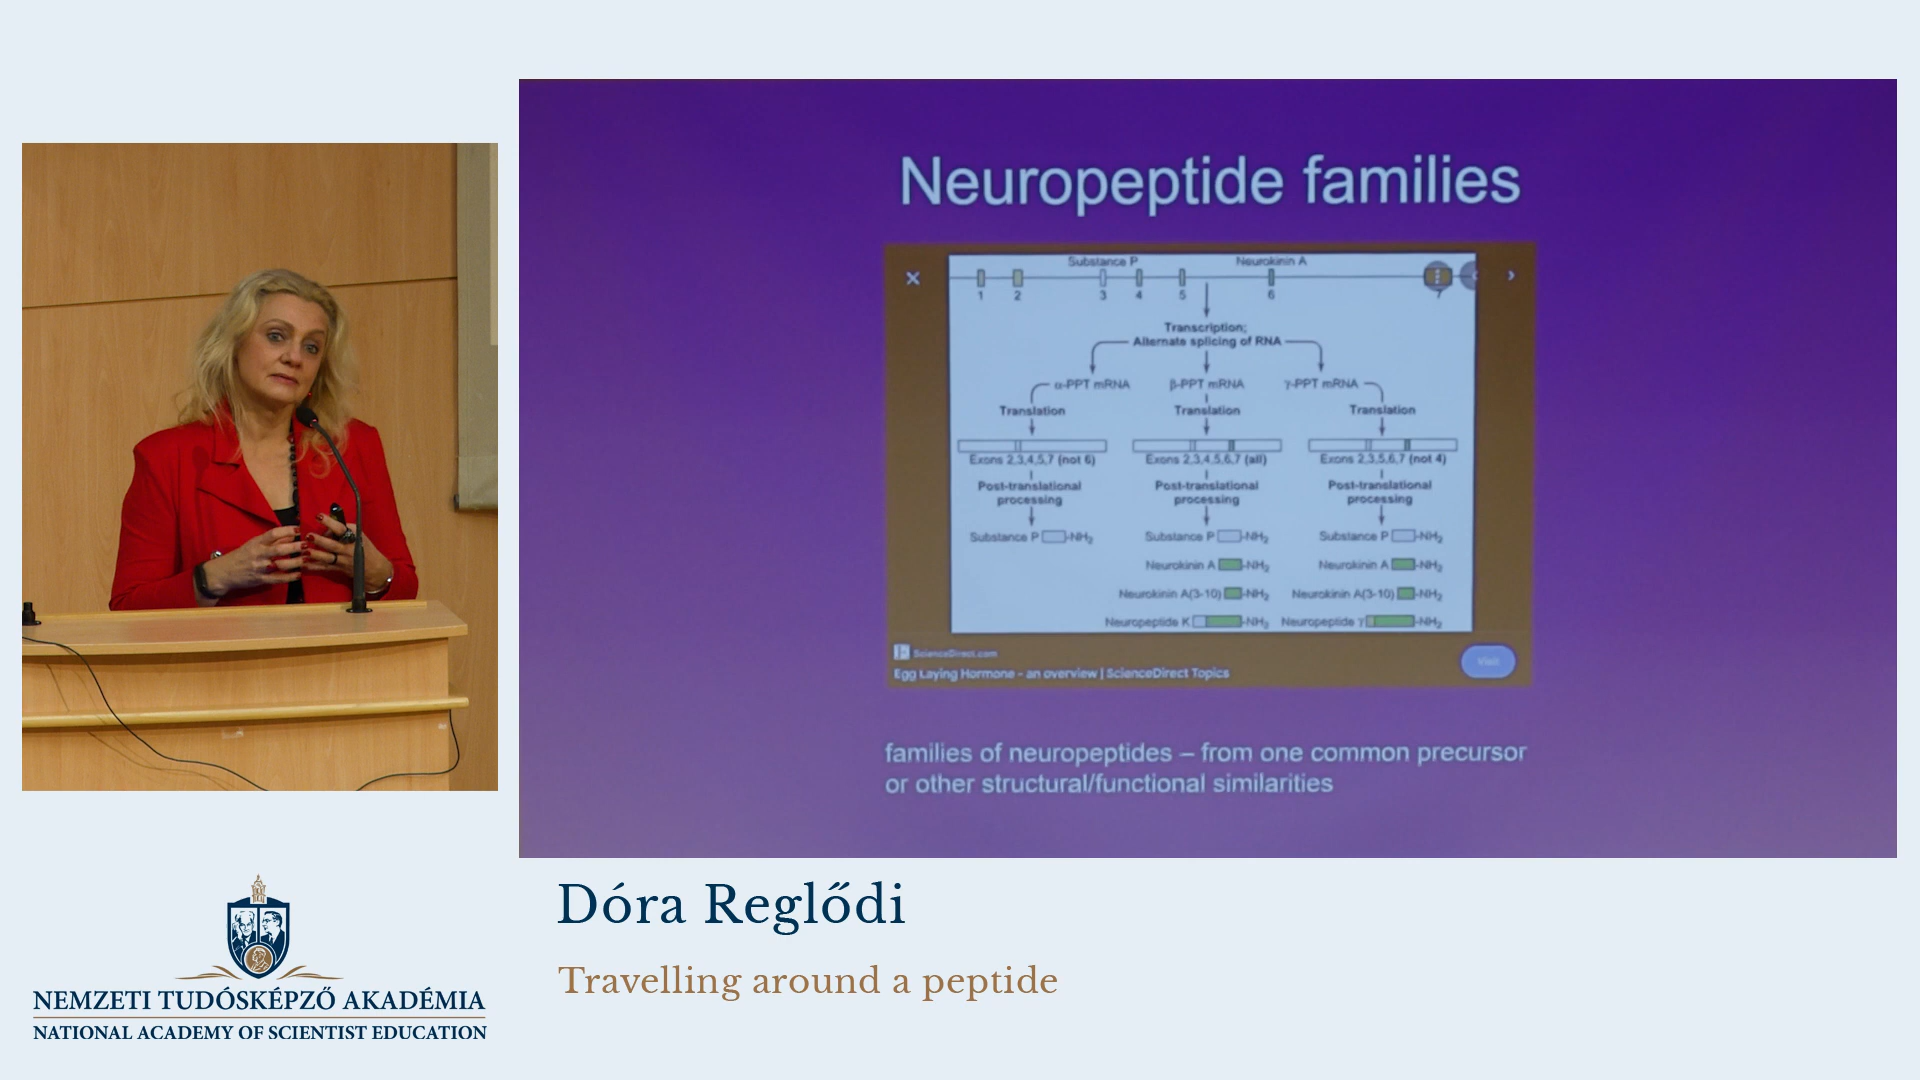 Neuropeptide families
Substance P
Neurokinin A
1 2 3 4 5 6 7
Transcription;
Alternate splicing of RNA
α-PPT mRNA
β-PPT mRNA
γ-PPT mRNA
Translation
Translation
Translation
Exons 2,3,4,5,7 (not 6)
Exons 2,3,4,5,6,7 (all)
Exons 2,3,5,6,7 (not 4)
Post-translational
processing
Post-translational
processing
Post-translational
processing
Substance P -NH2
Substance P -NH2
Substance P -NH2
Neurokinin A -NH2
Neurokinin A -NH2
Neurokinin A(3-10) -NH2
Neurokinin A(3-10) -NH2
Neuropeptide K -NH2
Neuropeptide γ -NH2
ScienceDirect.com
Egg Laying Hormone - an overview | ScienceDirect Topics
Visit
families of neuropeptides – from one common precursor
or other structural/functional similarities
Dóra Reglődi
Travelling around a peptide
NEMZETI TUDÓSKÉPZŐ AKADÉMIA
NATIONAL ACADEMY OF SCIENTIST EDUCATION